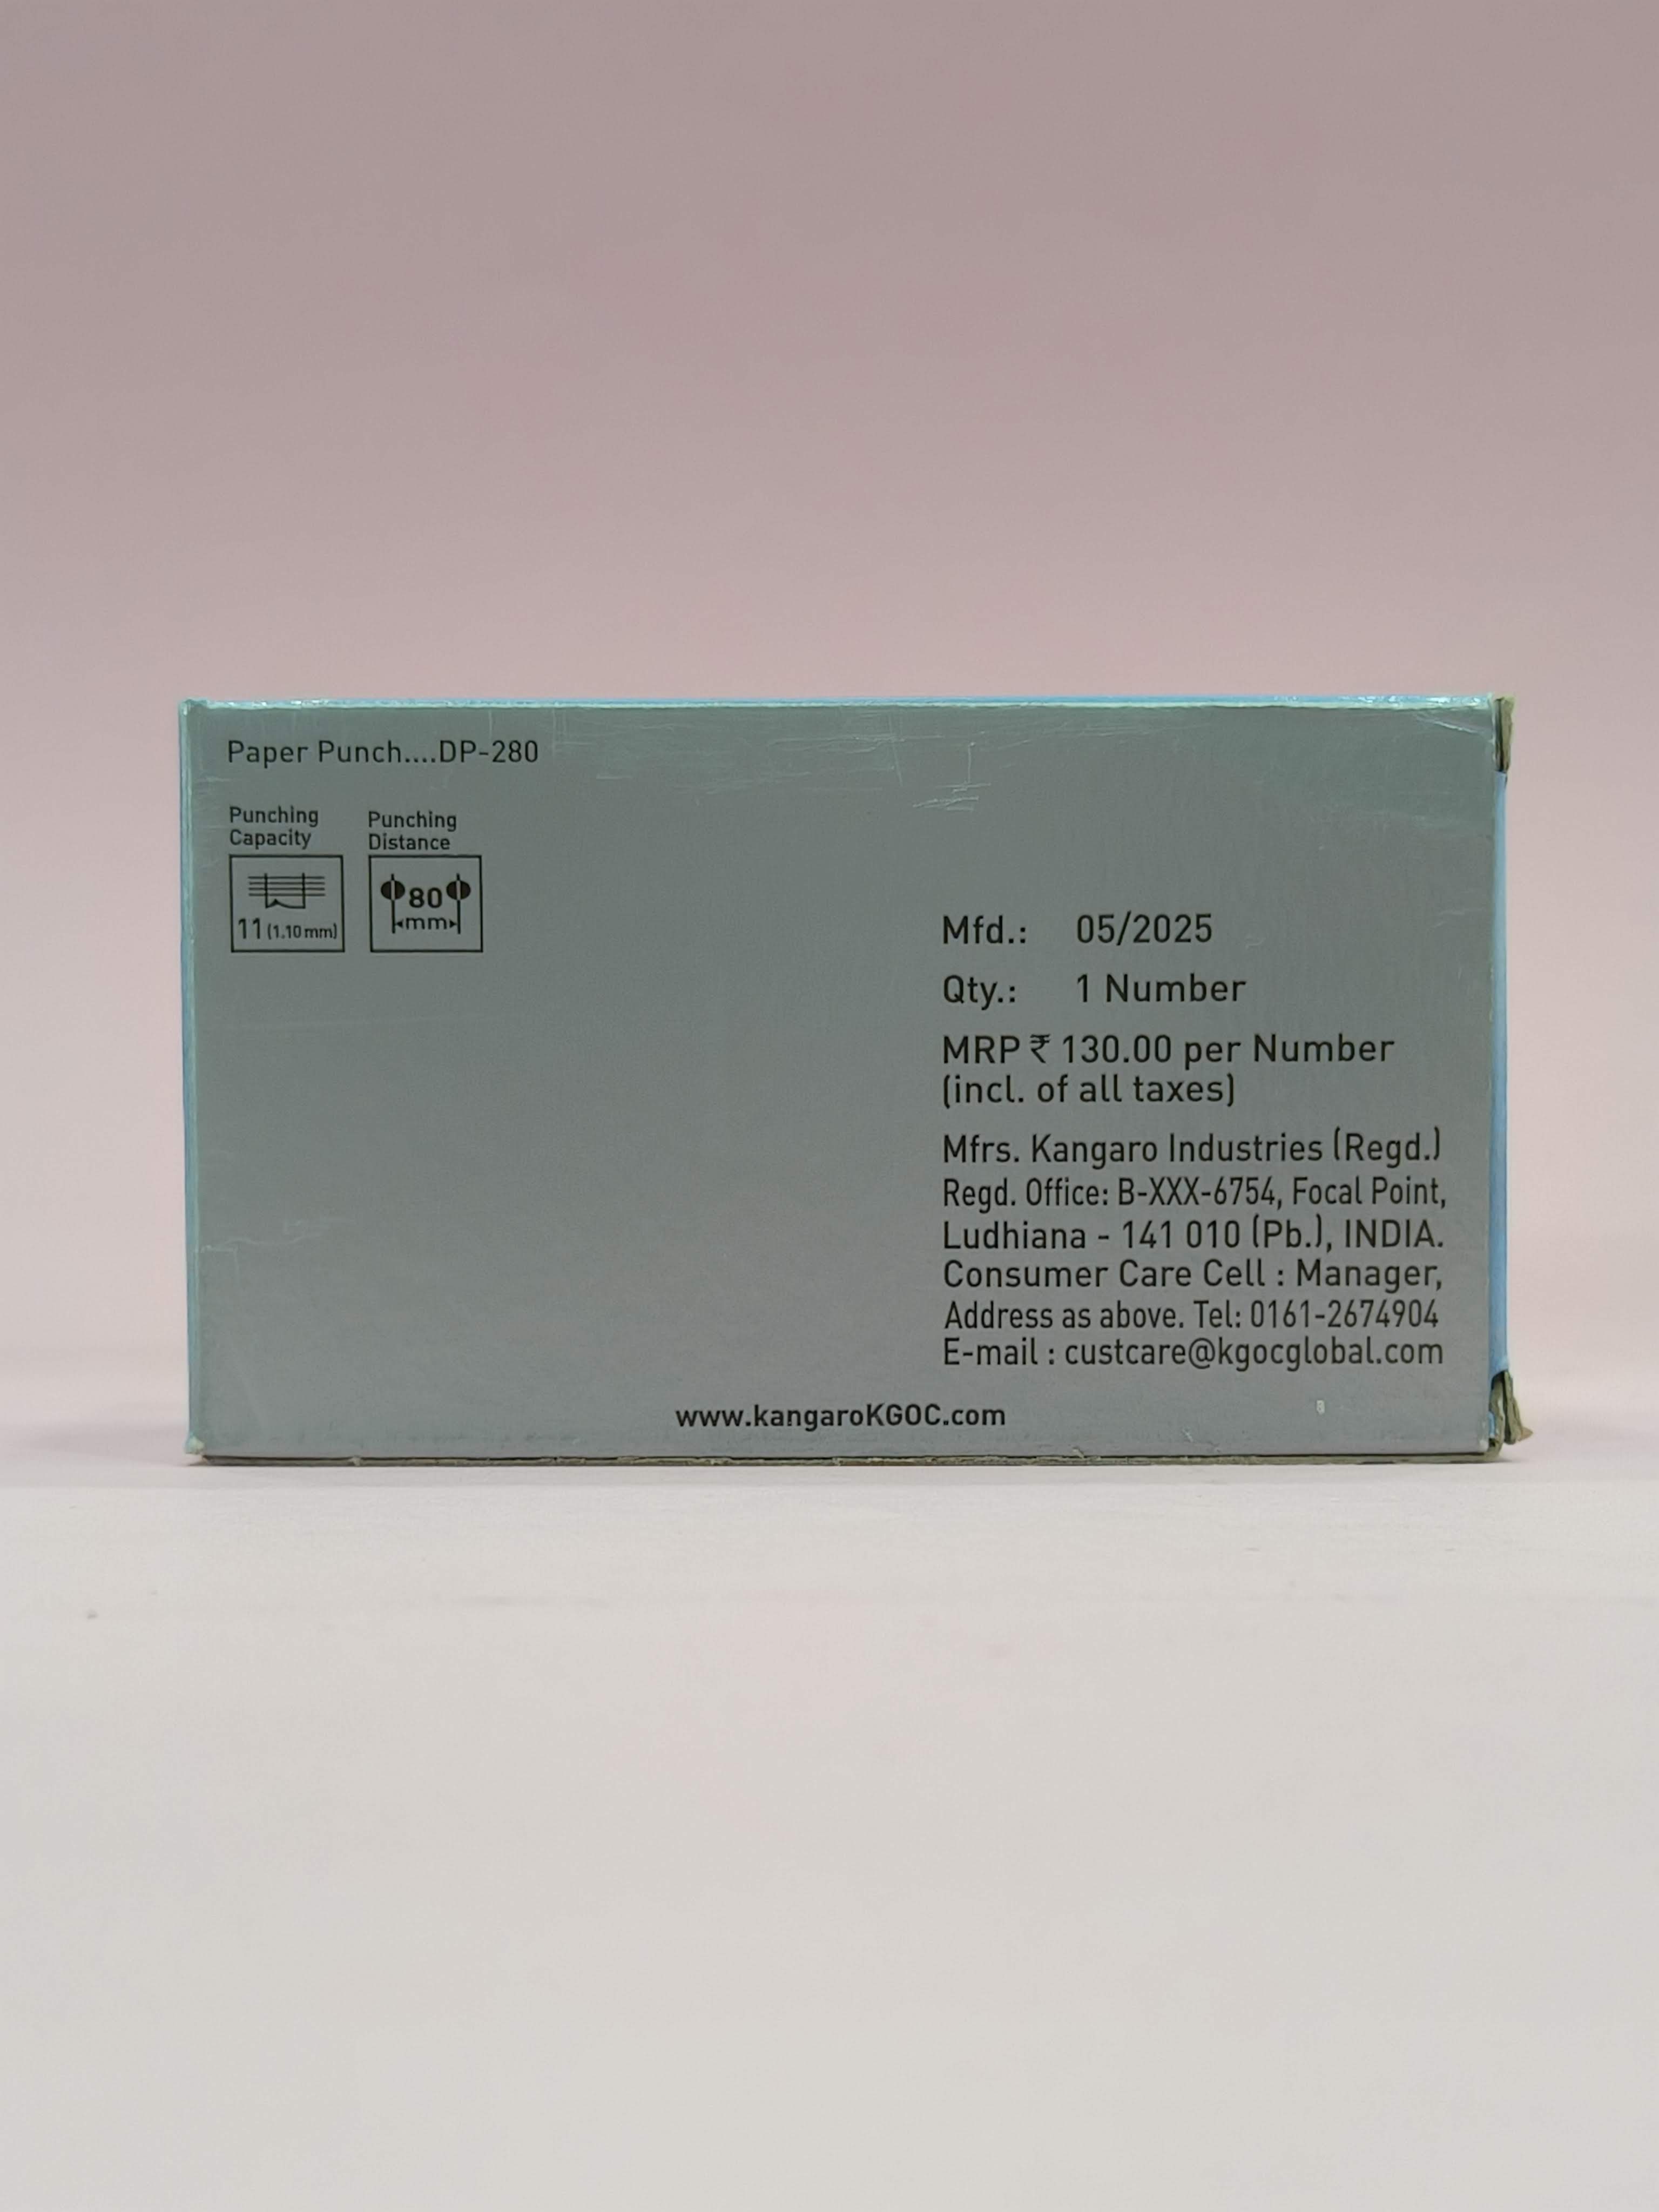 Paper Punch....DP-280
Punching
Capacity
11 (1.10 mm)
Punching
Distance
80
mm
Mfd.: 05/2025
Qty.: 1 Number
MRP ₹ 130.00 per Number
(incl. of all taxes)
Mfrs. Kangaro Industries (Regd.)
Regd. Office: B-XXX-6754, Focal Point,
Ludhiana - 141 010 (Pb.), INDIA.
Consumer Care Cell : Manager,
Address as above. Tel: 0161-2674904
E-mail : custcare@kgocglobal.com
www.kangaroKGOC.com